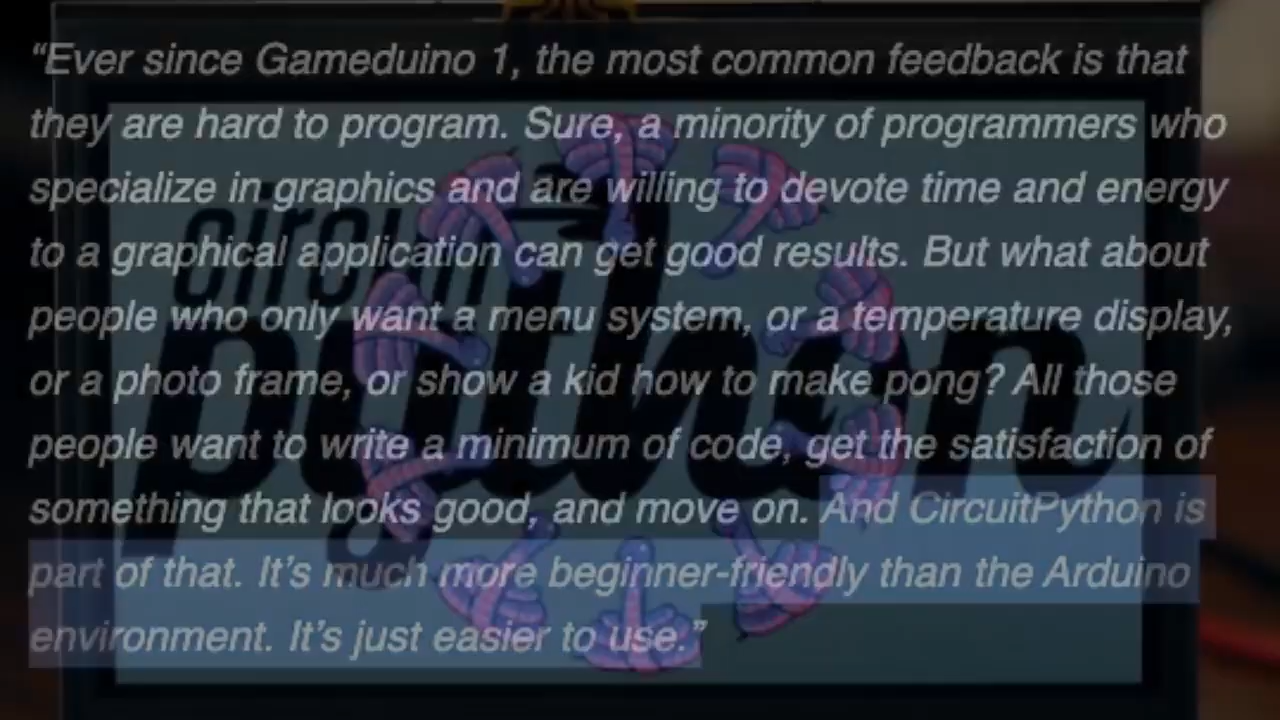 “Ever since Gameduino 1, the most common feedback is that
they are hard to program. Sure, a minority of programmers who
specialize in graphics and are willing to devote time and energy
to a graphical application can get good results. But what about
people who only want a menu system, or a temperature display,
or a photo frame, or show a kid how to make pong? All those
people want to write a minimum of code, get the satisfaction of
something that looks good, and move on. And CircuitPython is
part of that. It’s much more beginner-friendly than the Arduino
environment. It’s just easier to use.”
circuit
python